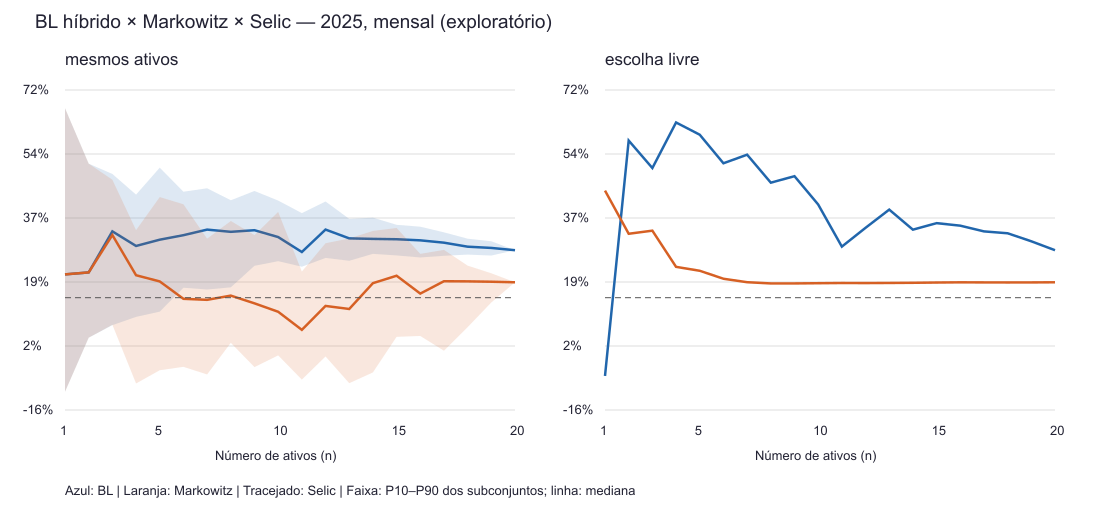 BL híbrido × Markowitz × Selic — 2025, mensal (exploratório)
mesmos ativos
72%
54%
37%
19%
2%
-16%
1 5 10 15 20
Número de ativos (n)
escolha livre
72%
54%
37%
19%
2%
-16%
1 5 10 15 20
Número de ativos (n)
Azul: BL | Laranja: Markowitz | Tracejado: Selic | Faixa: P10–P90 dos subconjuntos; linha: mediana